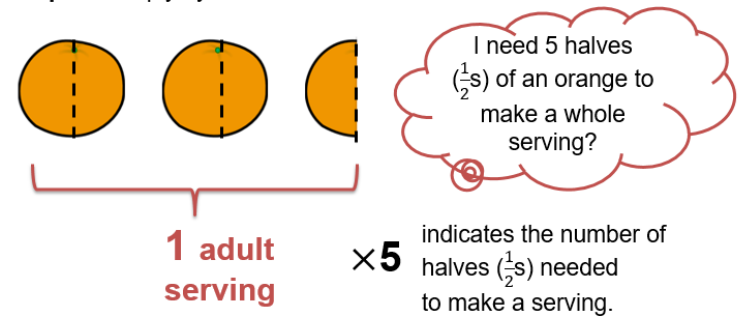 I need 5 halves
(½s) of an orange to
make a whole
serving?
1 adult
serving
×5
indicates the number of
halves (½s) needed
to make a serving.